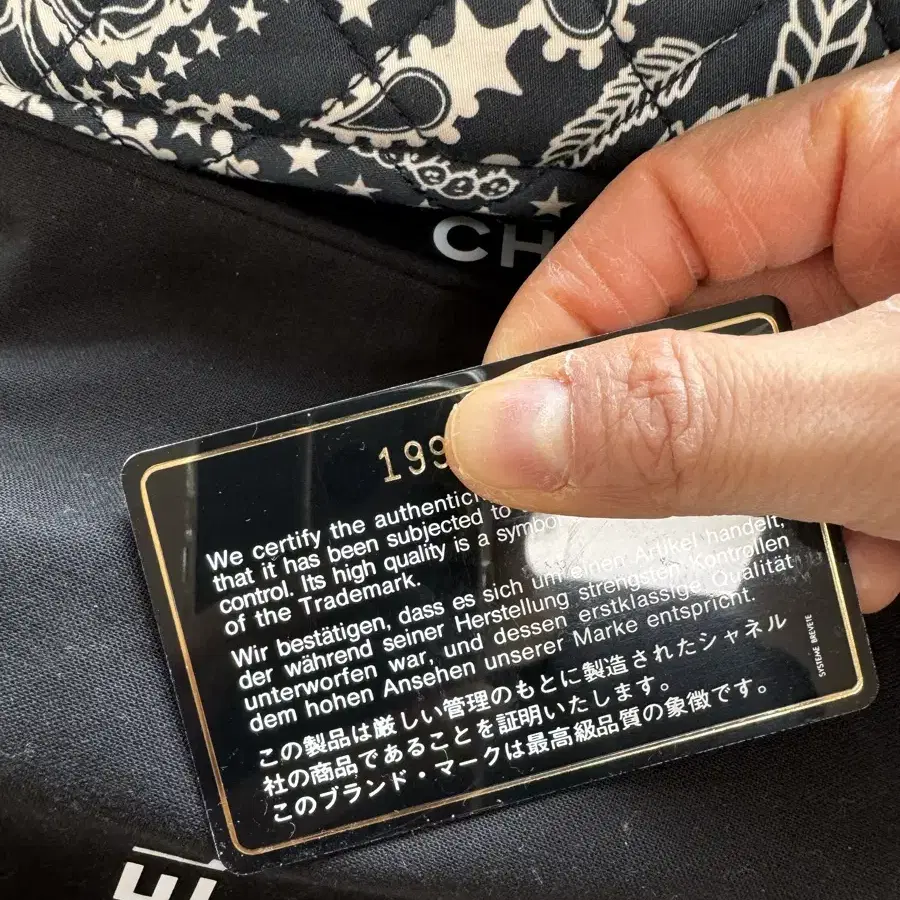 CH
199
We certify the
that it has been subjected to
control. Its high quality is a symbol
of the Trademark.
Wir bestätigen, dass es sich um einen Artikel handelt,
der während seiner Herstellung strengsten Kontrollen
unterworfen war, und dessen erstklassige Qualität
dem hohen Ansehen unserer Marke entspricht.
この製品は厳しい管理のもとに製造されたシャネル
社の商品であることを証明いたします。
このブランド・マークは最高級品質の象徴です。
SYSTEME BREVETE